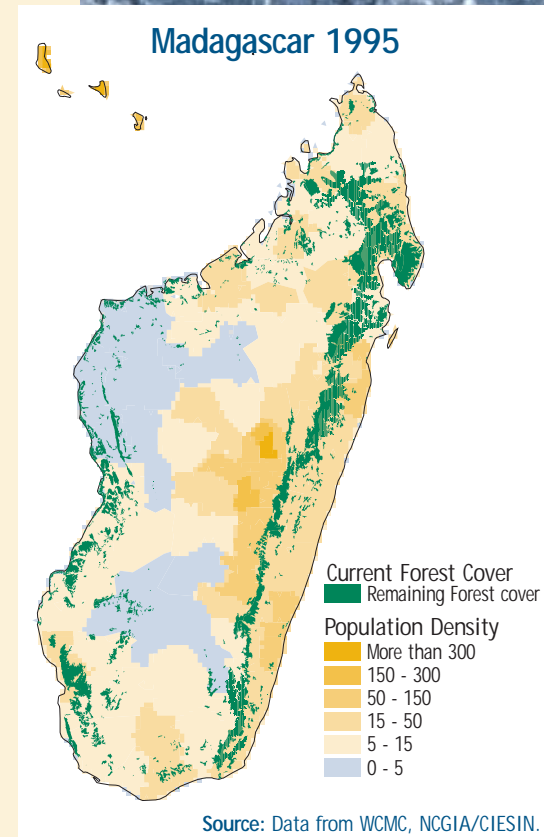 Madagascar 1995
Current Forest Cover
Remaining Forest cover
Population Density
More than 300
150 - 300
50 - 150
15 - 50
5 - 15
0 - 5
Source: Data from WCMC, NCGIA/CIESIN.